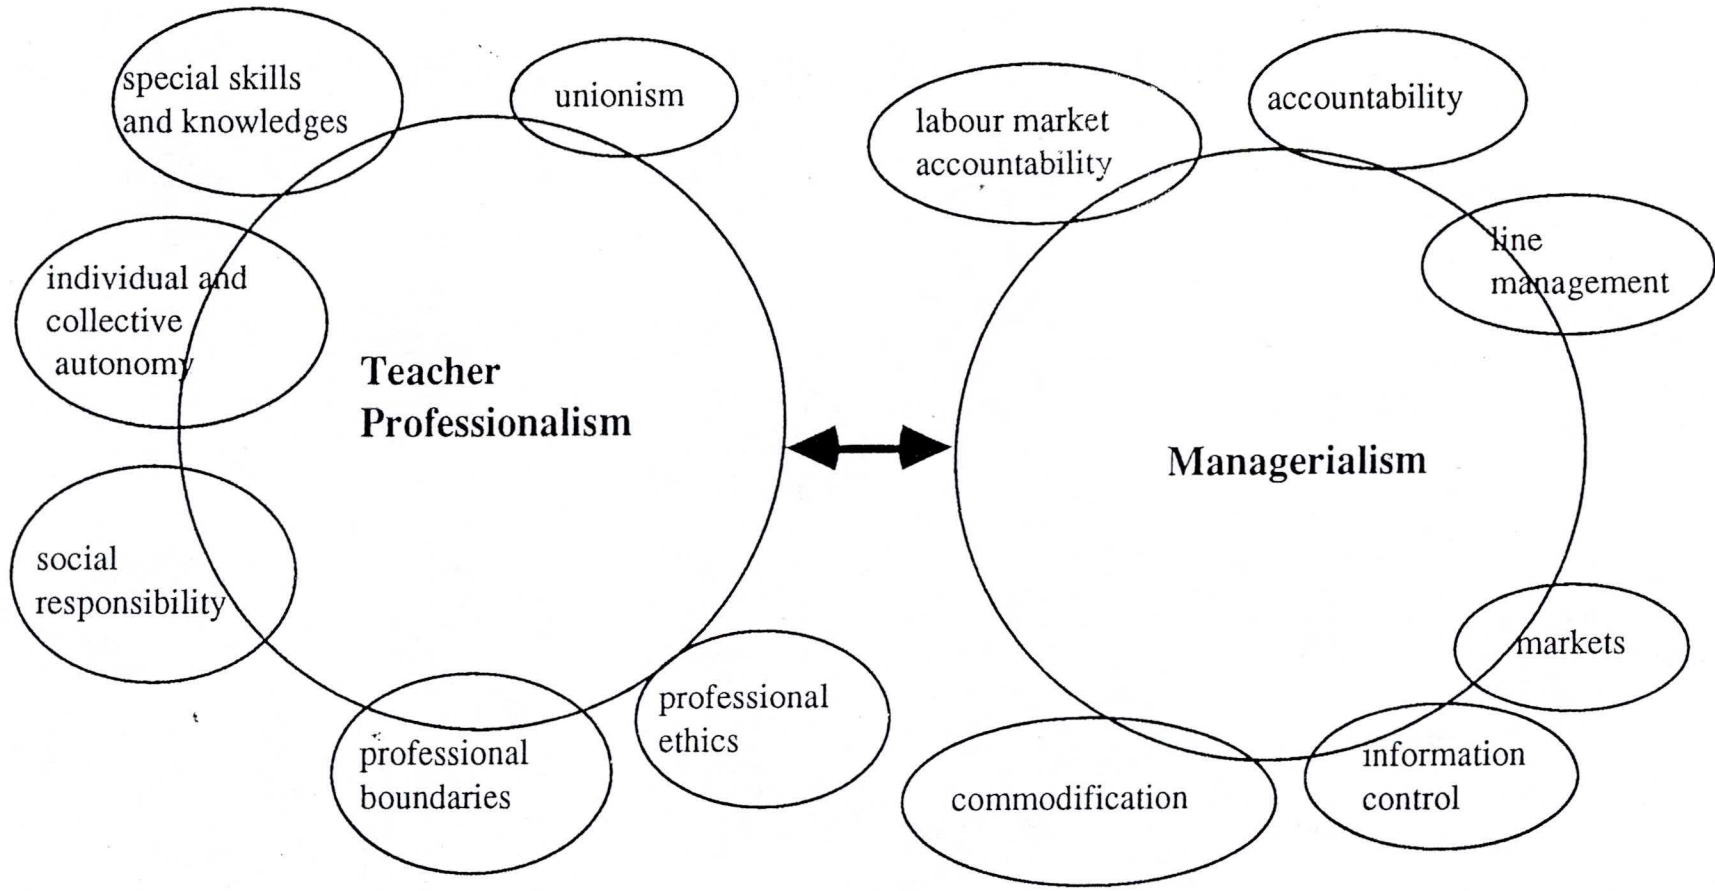 special skills
and knowledges
unionism
individual and
collective
autonomy
Teacher
Professionalism
social
responsibility
professional
boundaries
professional
ethics
labour market
accountability
accountability
line
management
Managerialism
markets
information
control
commodification